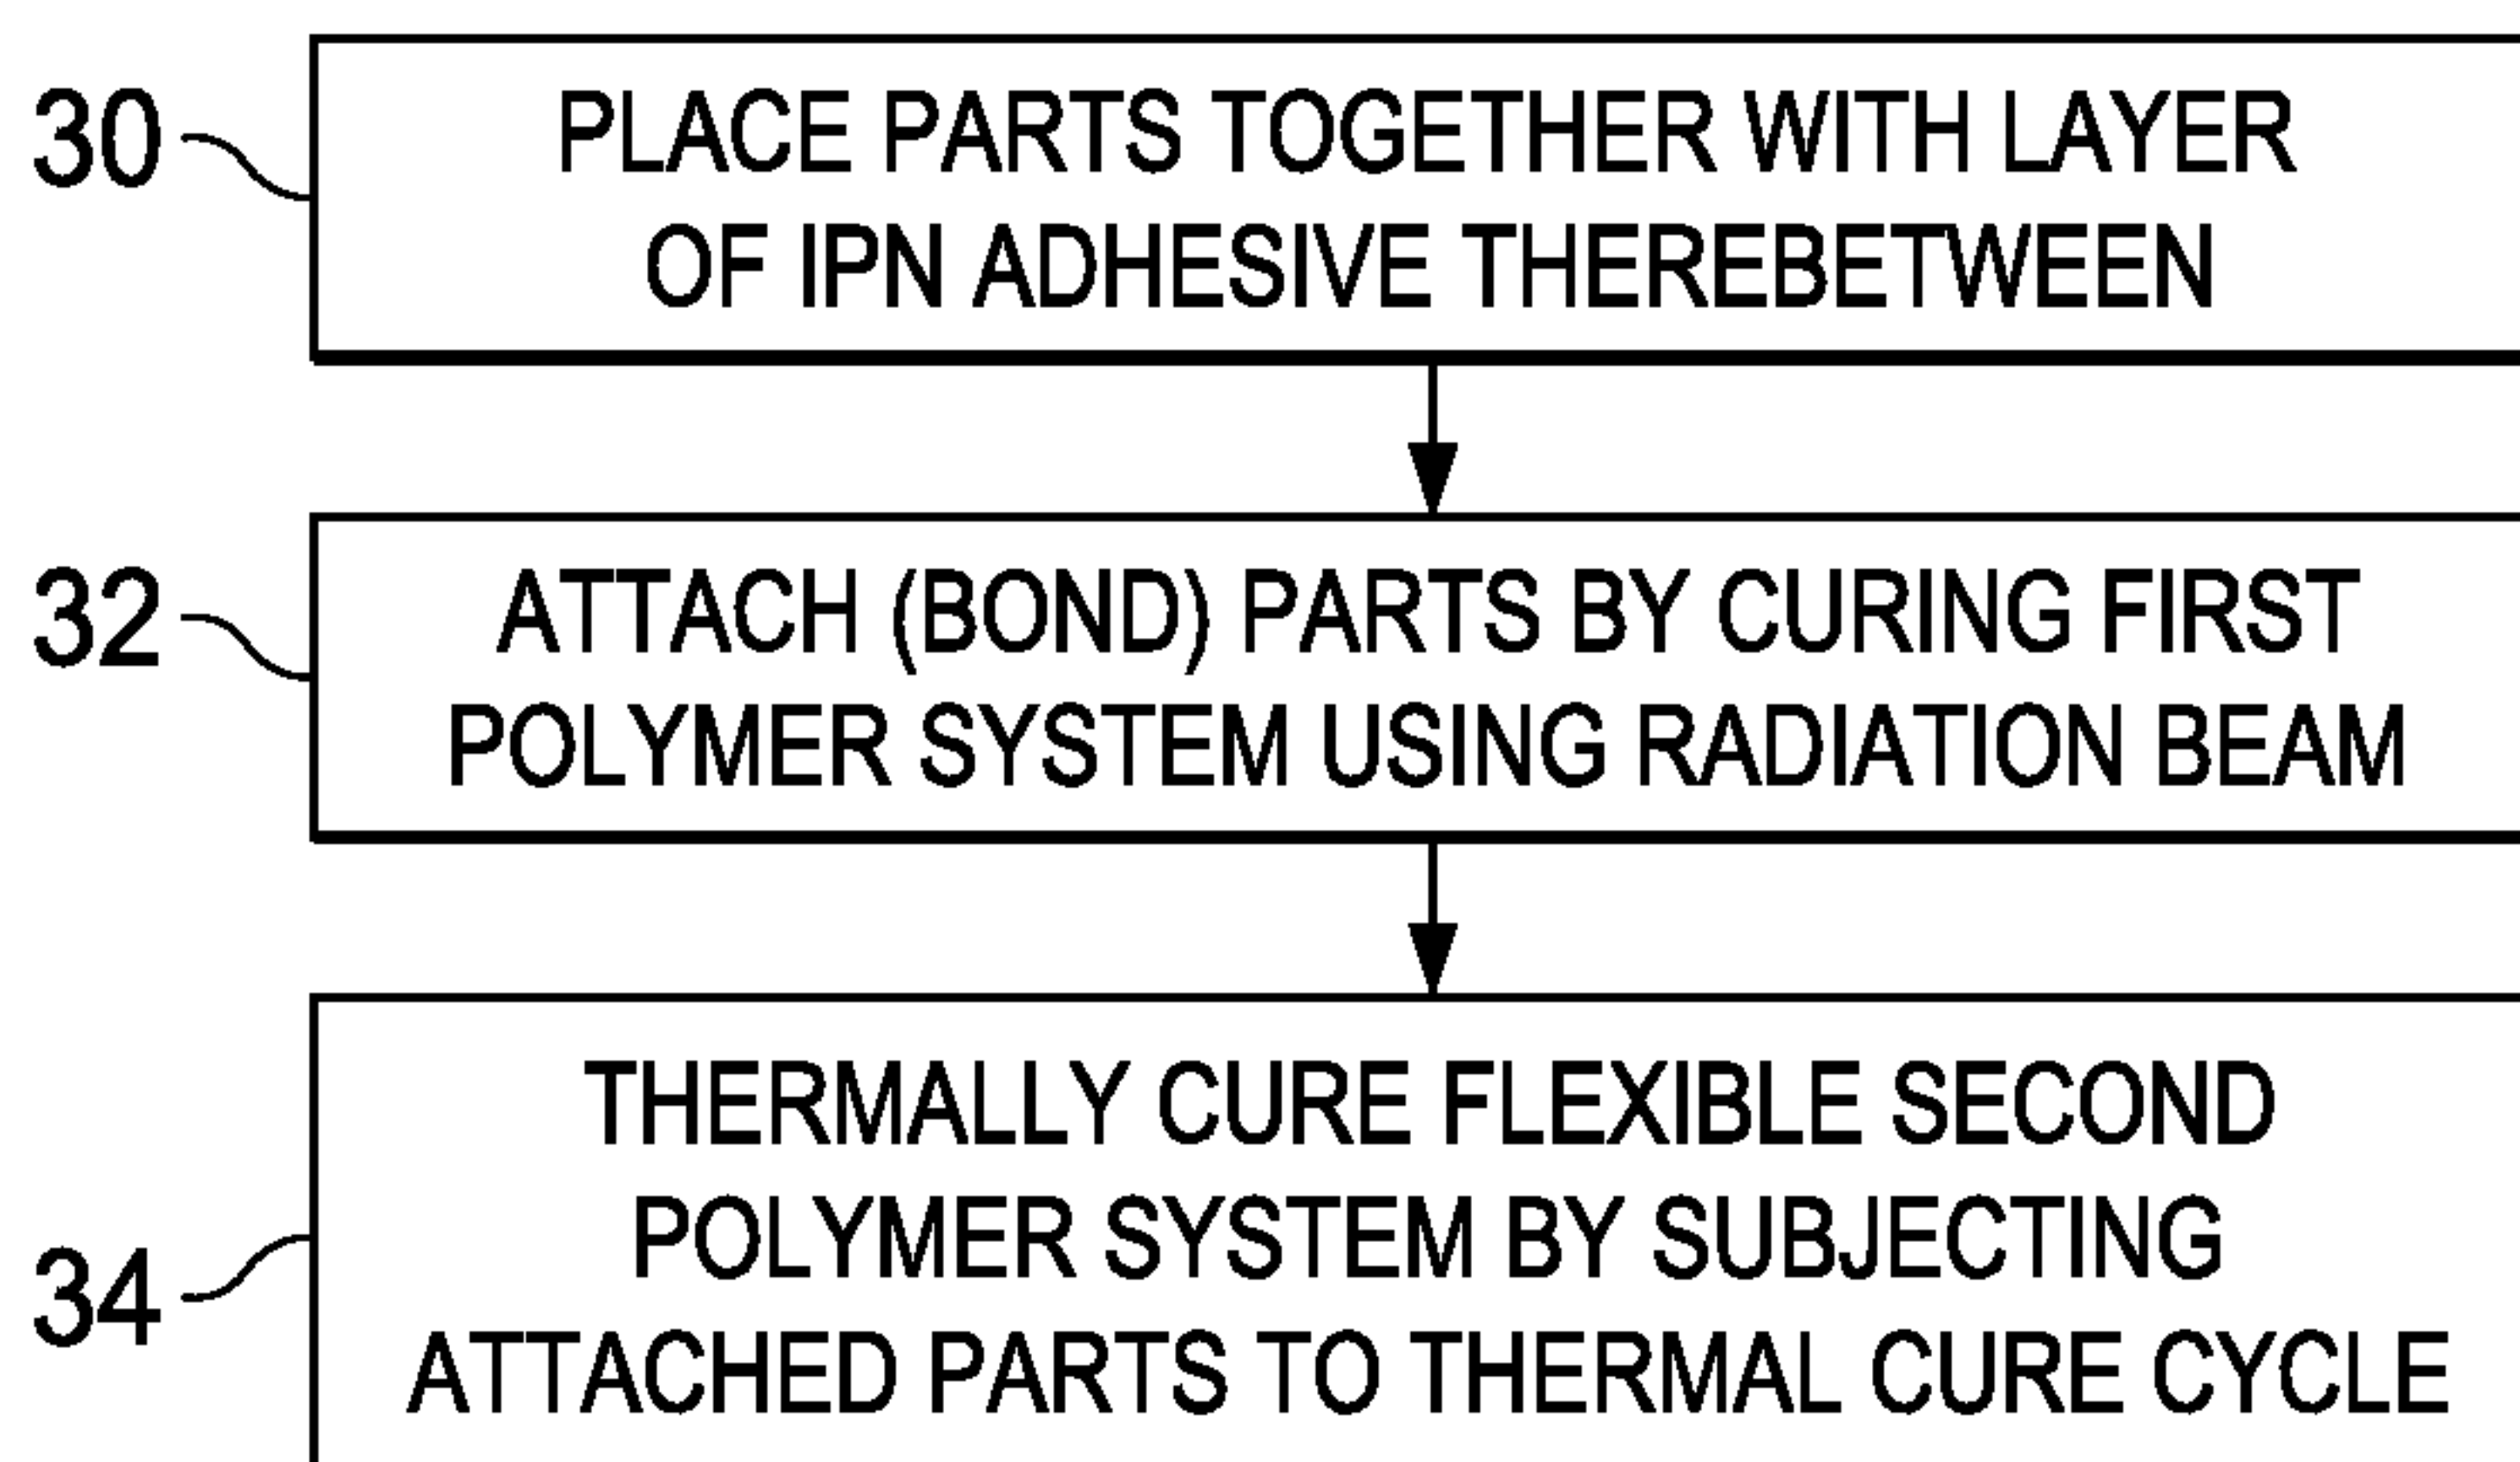 30
PLACE PARTS TOGETHER WITH LAYER
OF IPN ADHESIVE THEREBETWEEN
32
ATTACH (BOND) PARTS BY CURING FIRST
POLYMER SYSTEM USING RADIATION BEAM
34
THERMALLY CURE FLEXIBLE SECOND
POLYMER SYSTEM BY SUBJECTING
ATTACHED PARTS TO THERMAL CURE CYCLE